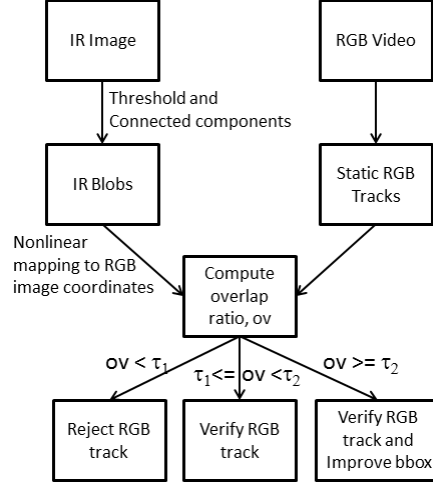 IR Image
RGB Video
Threshold and
Connected components
IR Blobs
Static RGB
Tracks
Nonlinear
mapping to RGB
image coordinates
Compute
overlap
ratio, ov
ov < τ1
τ1<= ov <τ2
ov >= τ2
Reject RGB
track
Verify RGB
track
Verify RGB
track and
Improve bbox